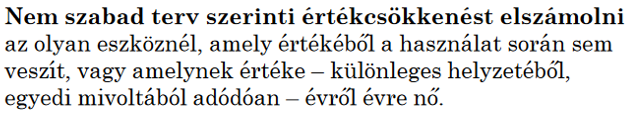 Nem szabad terv szerinti értékcsökkenést elszámolni
az olyan eszköznél, amely értékéből a használat során sem
veszít, vagy amelynek értéke – különleges helyzetéből,
egyedi mivoltából adódóan – évről évre nő.